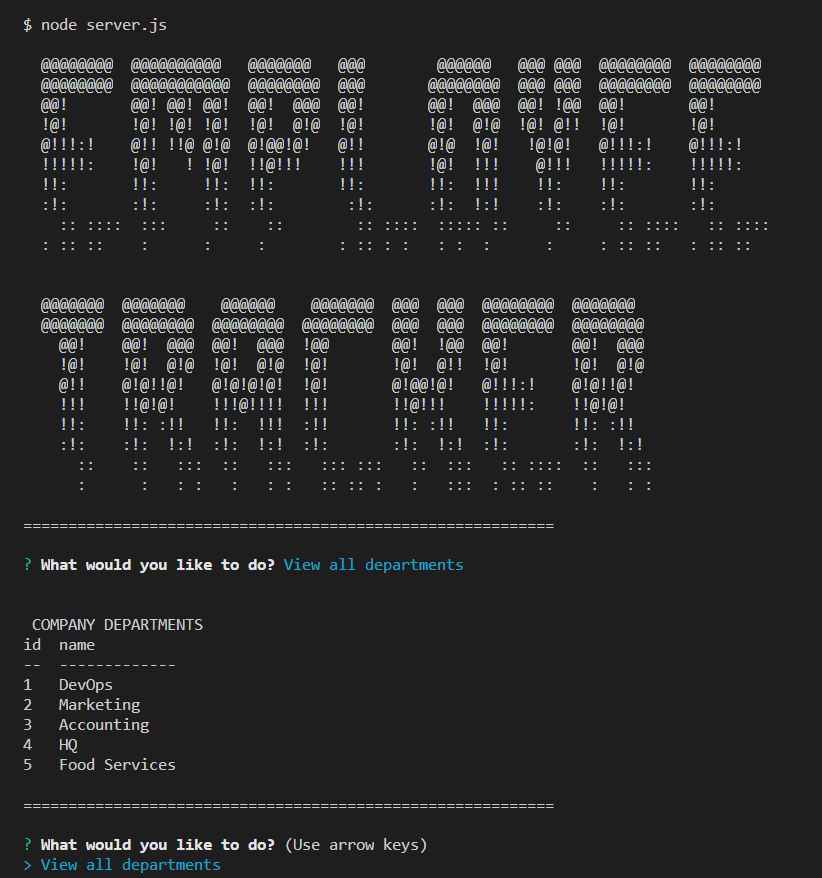 $ node server.js
EMPLOYEE
TRACKER
===========================================================
? What would you like to do? View all departments
COMPANY DEPARTMENTS
id name
-- -------------
1 DevOps
2 Marketing
3 Accounting
4 HQ
5 Food Services
===========================================================
? What would you like to do? (Use arrow keys)
> View all departments